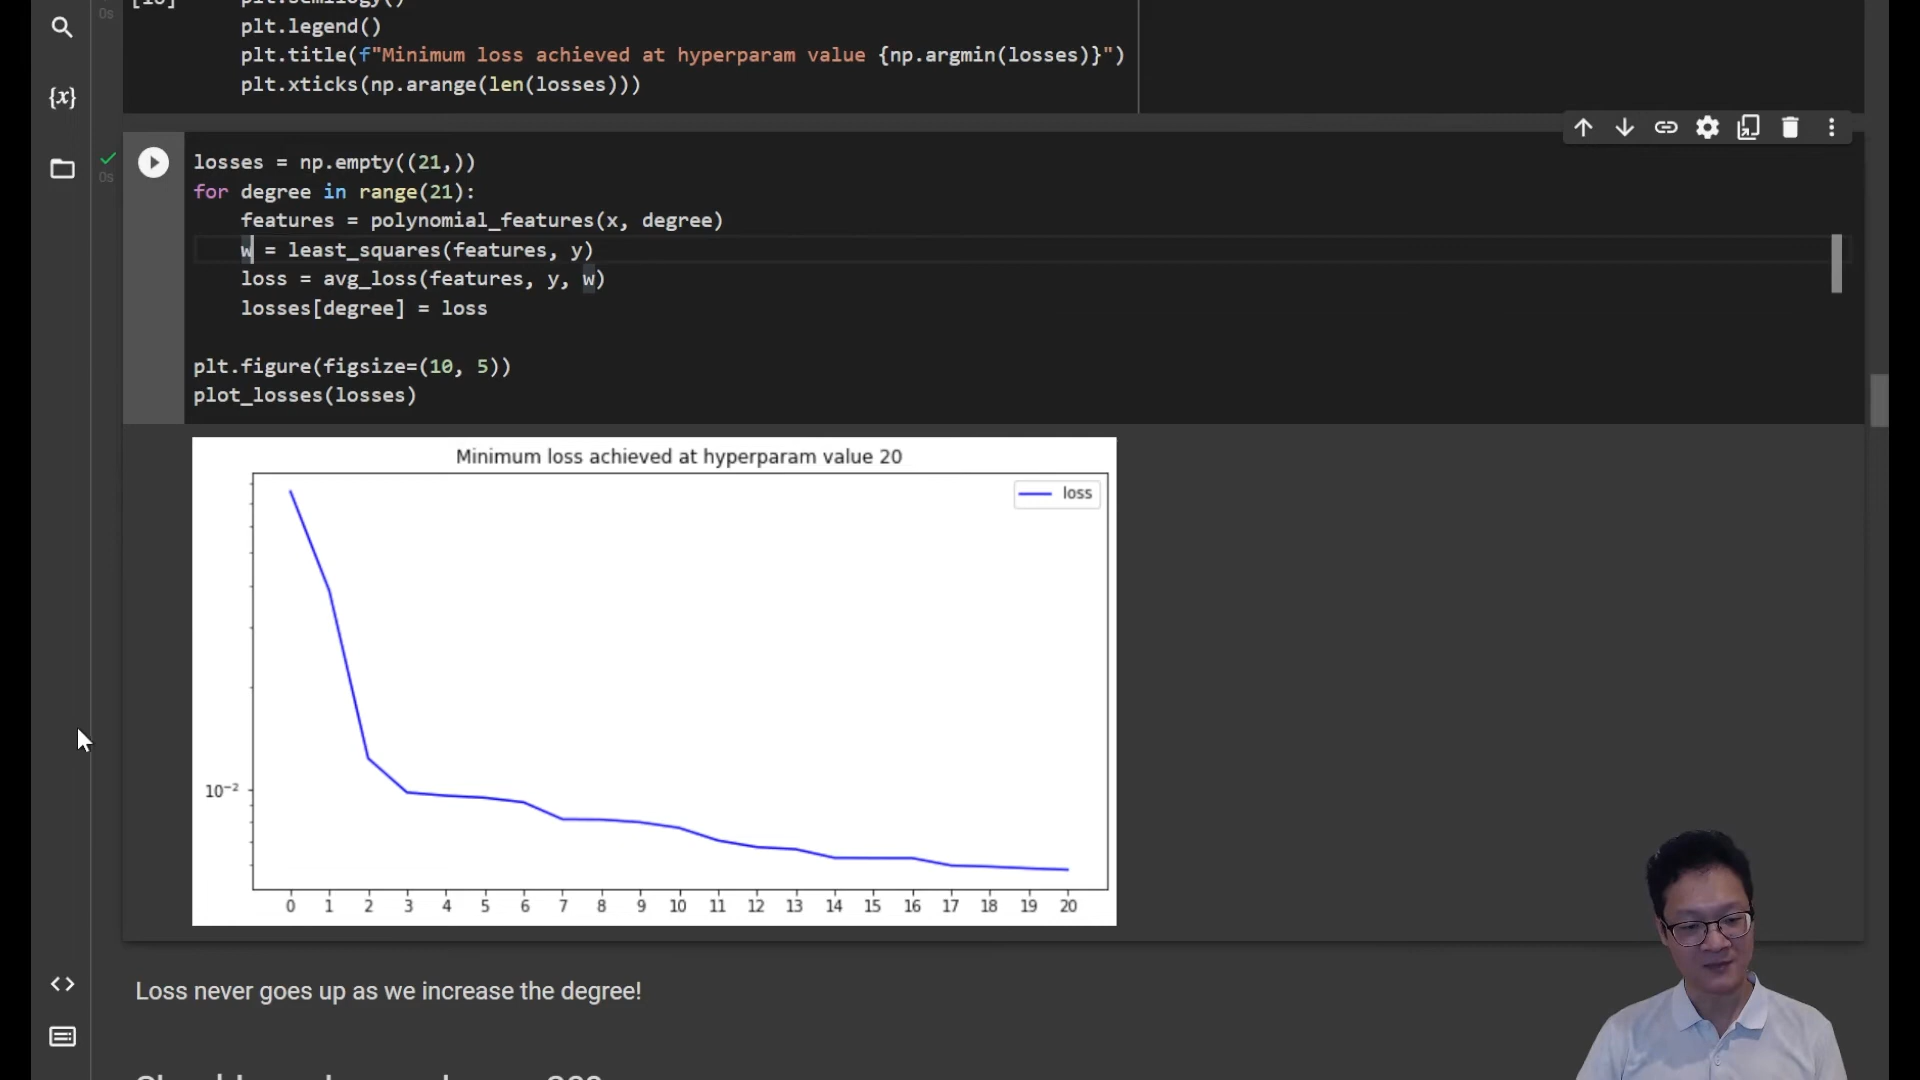 plt.legend()
plt.title(f"Minimum loss achieved at hyperparam value {np.argmin(losses)}")
plt.xticks(np.arange(len(losses)))
{x}
0s
losses = np.empty((21,))
for degree in range(21):
features = polynomial_features(x, degree)
w = least_squares(features, y)
loss = avg_loss(features, y, w)
losses[degree] = loss
plt.figure(figsize=(10, 5))
plot_losses(losses)
Minimum loss achieved at hyperparam value 20
loss
10⁻²
0 1 2 3 4 5 6 7 8 9 10 11 12 13 14 15 16 17 18 19 20
Loss never goes up as we increase the degree!